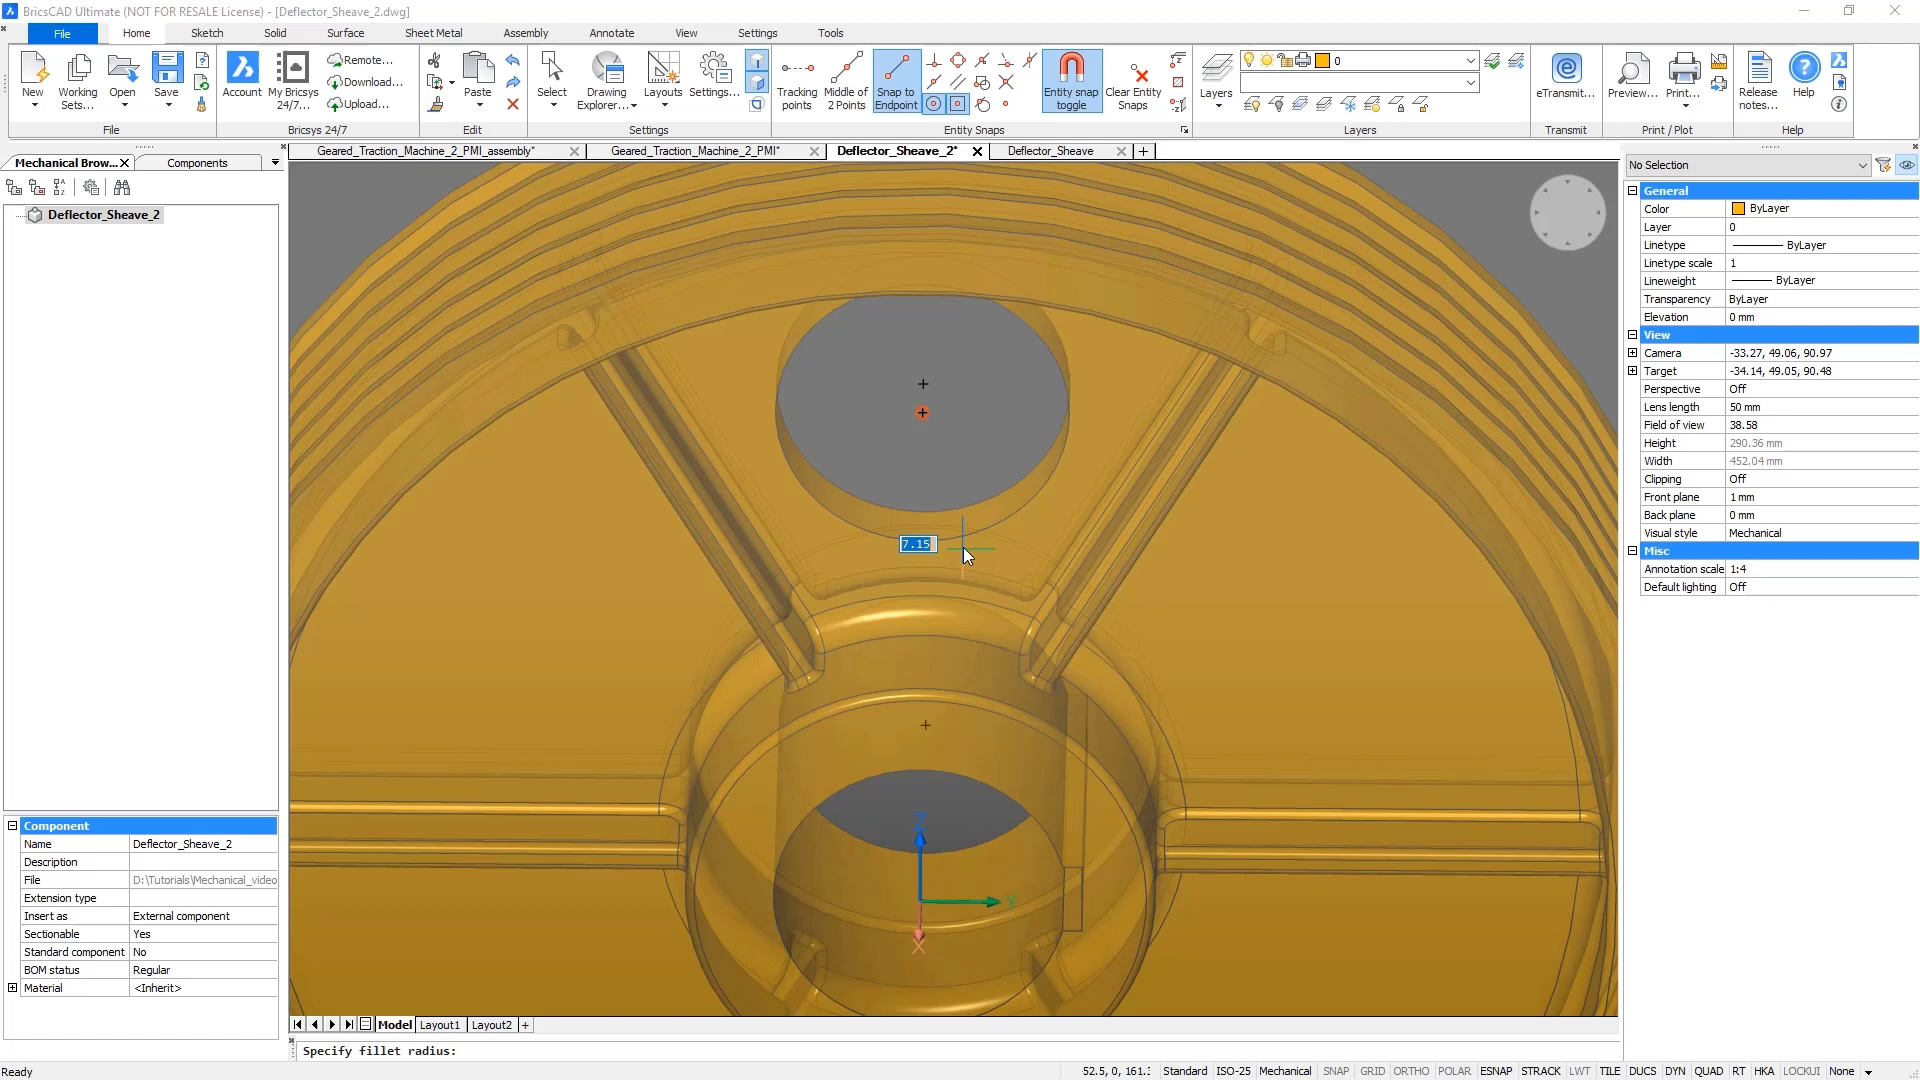 BricsCAD Ultimate (NOT FOR RESALE License) - [Deflector_Sheave_2.dwg]
File Home Sketch Solid Surface Sheet Metal Assembly Annotate View Settings Tools
New Working Sets... Open Save
File
Account My Bricsys 24/7... Remote... Download... Upload...
Bricsys 24/7
Paste
Edit
Select Drawing Explorer... Layouts Settings...
Settings
Tracking points Middle of 2 Points Snap to Endpoint Entity snap toggle Clear Entity Snaps
Entity Snaps
Layers 0
Layers
eTransmit...
Transmit
Preview... Print...
Print / Plot
Release notes... Help
Help
Mechanical Brow... Components
Geared_Traction_Machine_2_PMI_assembly* Geared_Traction_Machine_2_PMI* Deflector_Sheave_2* Deflector_Sheave +
Deflector_Sheave_2
No Selection
General
Color ByLayer
Layer 0
Linetype ByLayer
Linetype scale 1
Lineweight ByLayer
Transparency ByLayer
Elevation 0 mm
View
Camera -33.27, 49.06, 90.97
Target -34.14, 49.05, 90.48
Perspective Off
Lens length 50 mm
Field of view 38.58
Height 290.36 mm
Width 452.04 mm
Clipping Off
Front plane 1 mm
Back plane 0 mm
Visual style Mechanical
Misc
Annotation scale 1:4
Default lighting Off
7.15
Z
Y
X
Component
Name Deflector_Sheave_2
Description
File D:\Tutorials\Mechanical_video
Extension type
Insert as External component
Sectionable Yes
Standard component No
BOM status Regular
Material <Inherit>
Model Layout1 Layout2 +
Specify fillet radius:
Ready 52.5, 0, 161.: Standard ISO-25 Mechanical SNAP GRID ORTHO POLAR ESNAP STRACK LWT TILE DUCS DYN QUAD RT HKA LOCKUI None